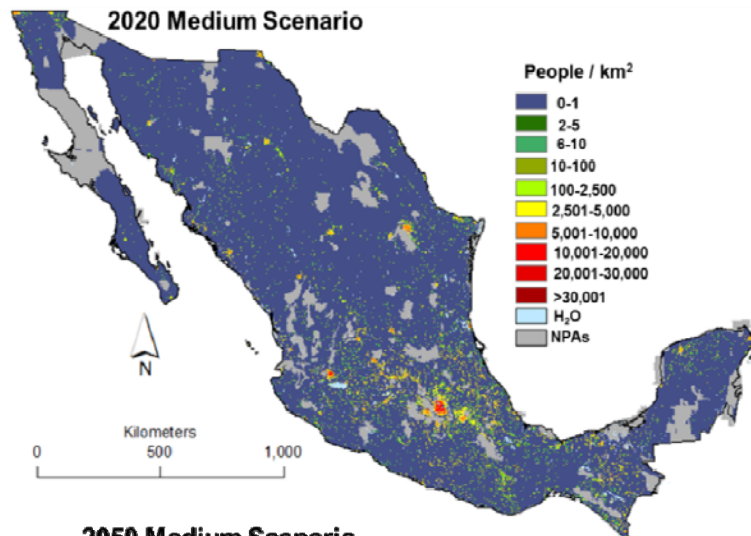 2020 Medium Scenario
People / km²
0-1
2-5
6-10
10-100
100-2,500
2,501-5,000
5,001-10,000
10,001-20,000
20,001-30,000
>30,001
H₂O
NPAs
N
Kilometers
0 500 1,000
2050 Medium Scenario